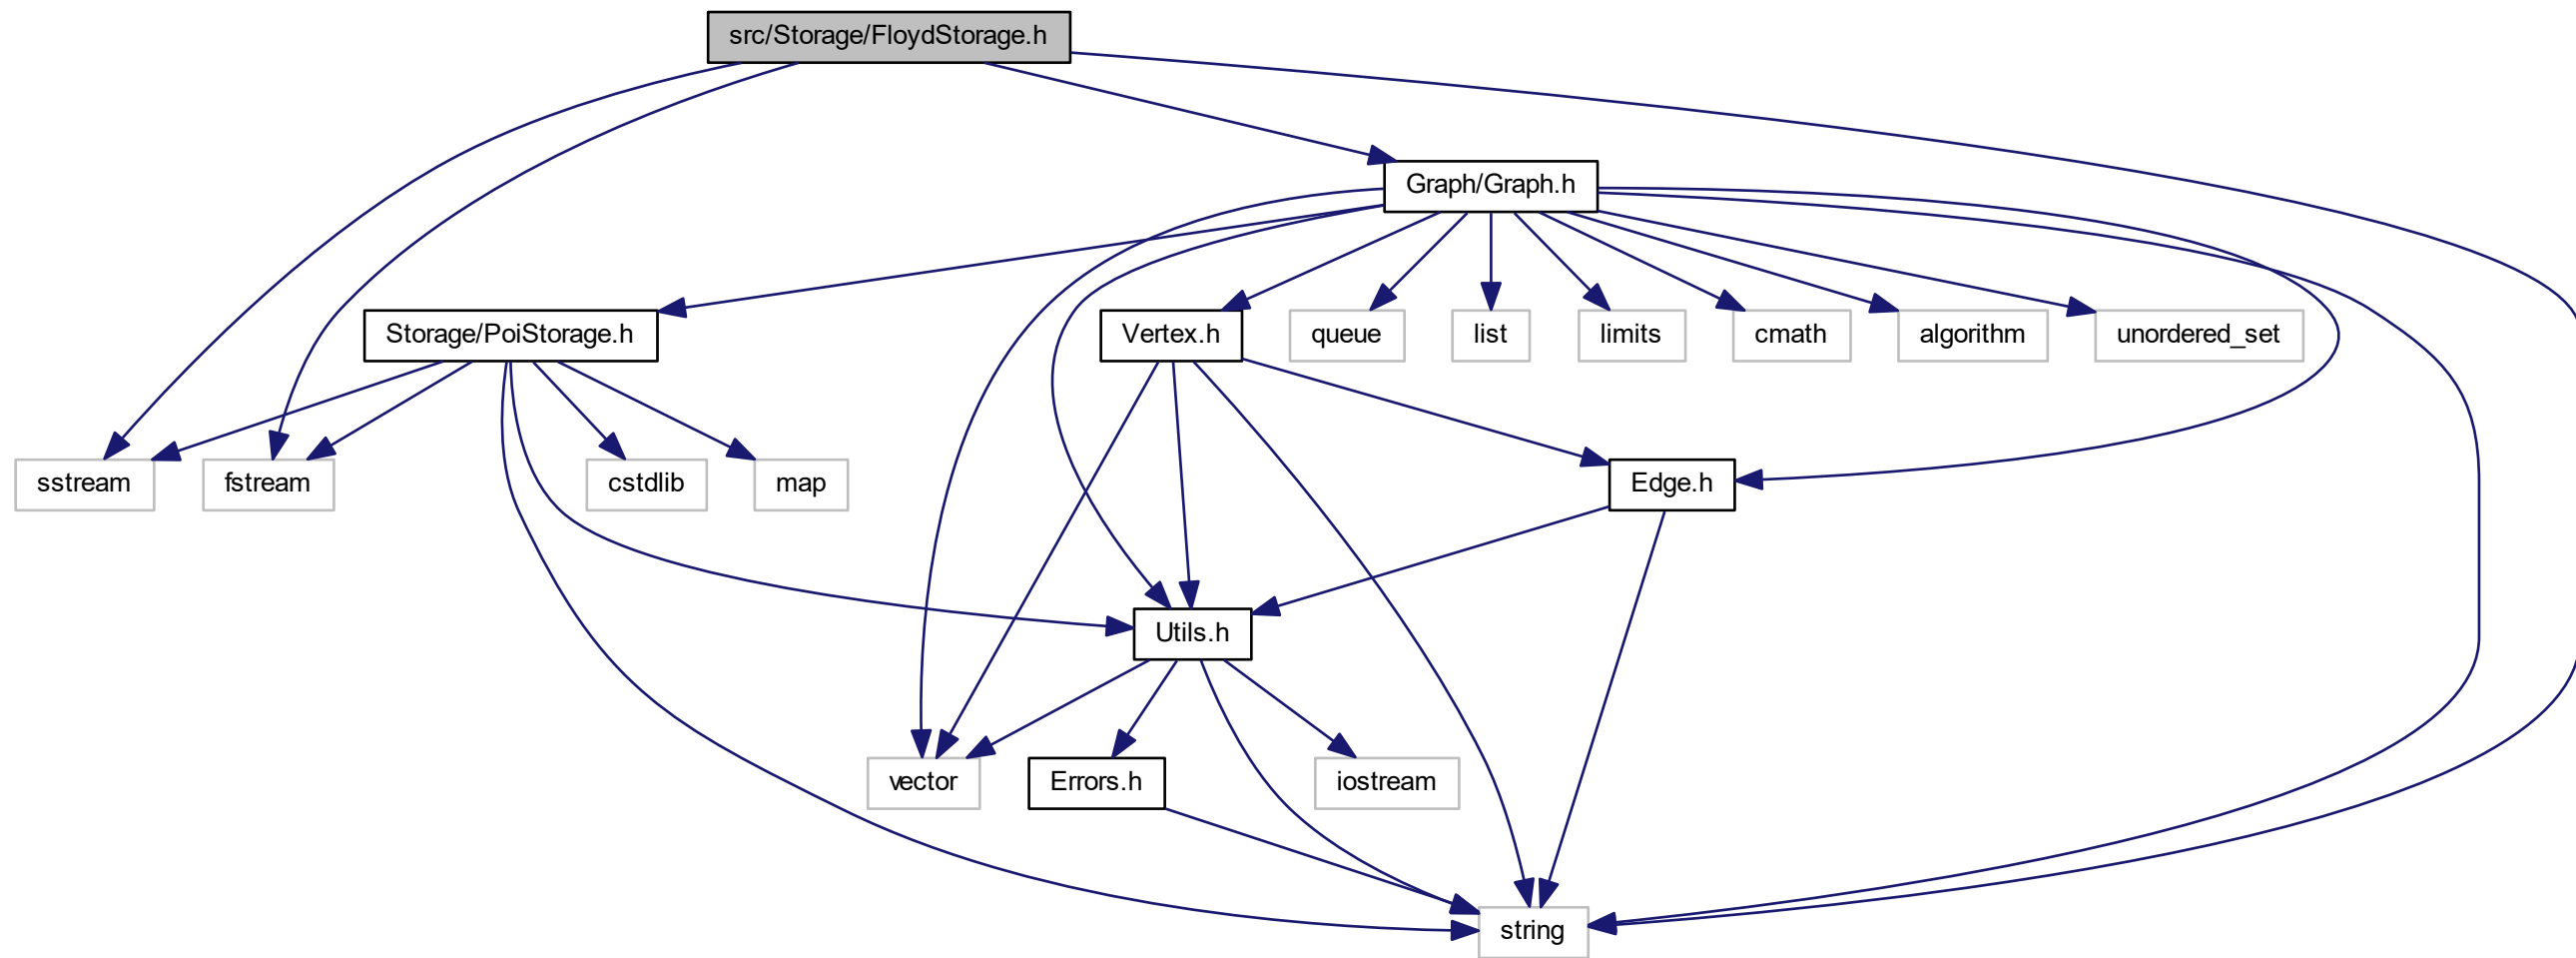 src/Storage/FloydStorage.h
Graph/Graph.h
Storage/PoiStorage.h
Vertex.h
queue
list
limits
cmath
algorithm
unordered_set
sstream
fstream
cstdlib
map
Edge.h
Utils.h
vector
Errors.h
iostream
string